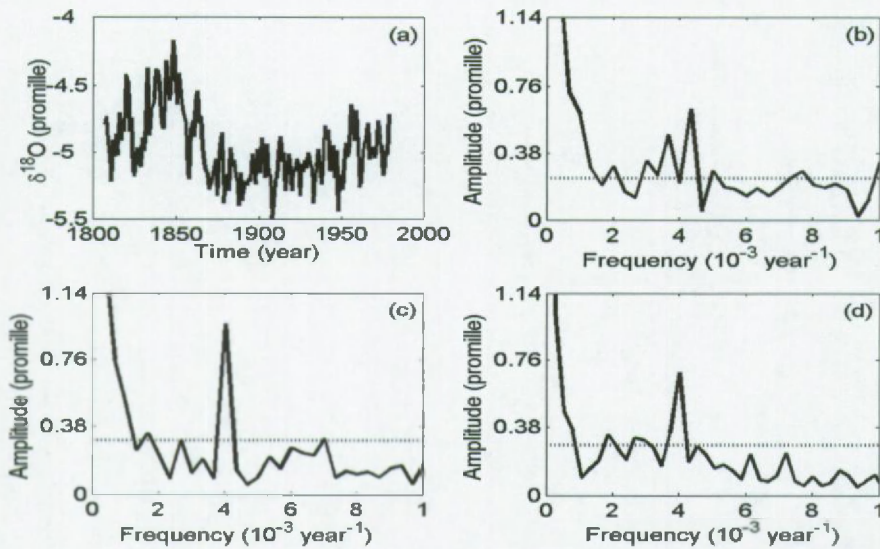 (a)
-4
-4.5
-5
-5.5
1800 1850 1900 1950 2000
Time (year)
δ¹⁸O (promille)
(b)
1.14
0.76
0.38
0
0 2 4 6 8 1
Amplitude (promille)
Frequency (10⁻³ year⁻¹)
(c)
1.14
0.76
0.38
0
0 2 4 6 8 1
Amplitude (promille)
Frequency (10⁻³ year⁻¹)
(d)
1.14
0.76
0.38
0
0 2 4 6 8 1
Amplitude (promille)
Frequency (10⁻³ year⁻¹)